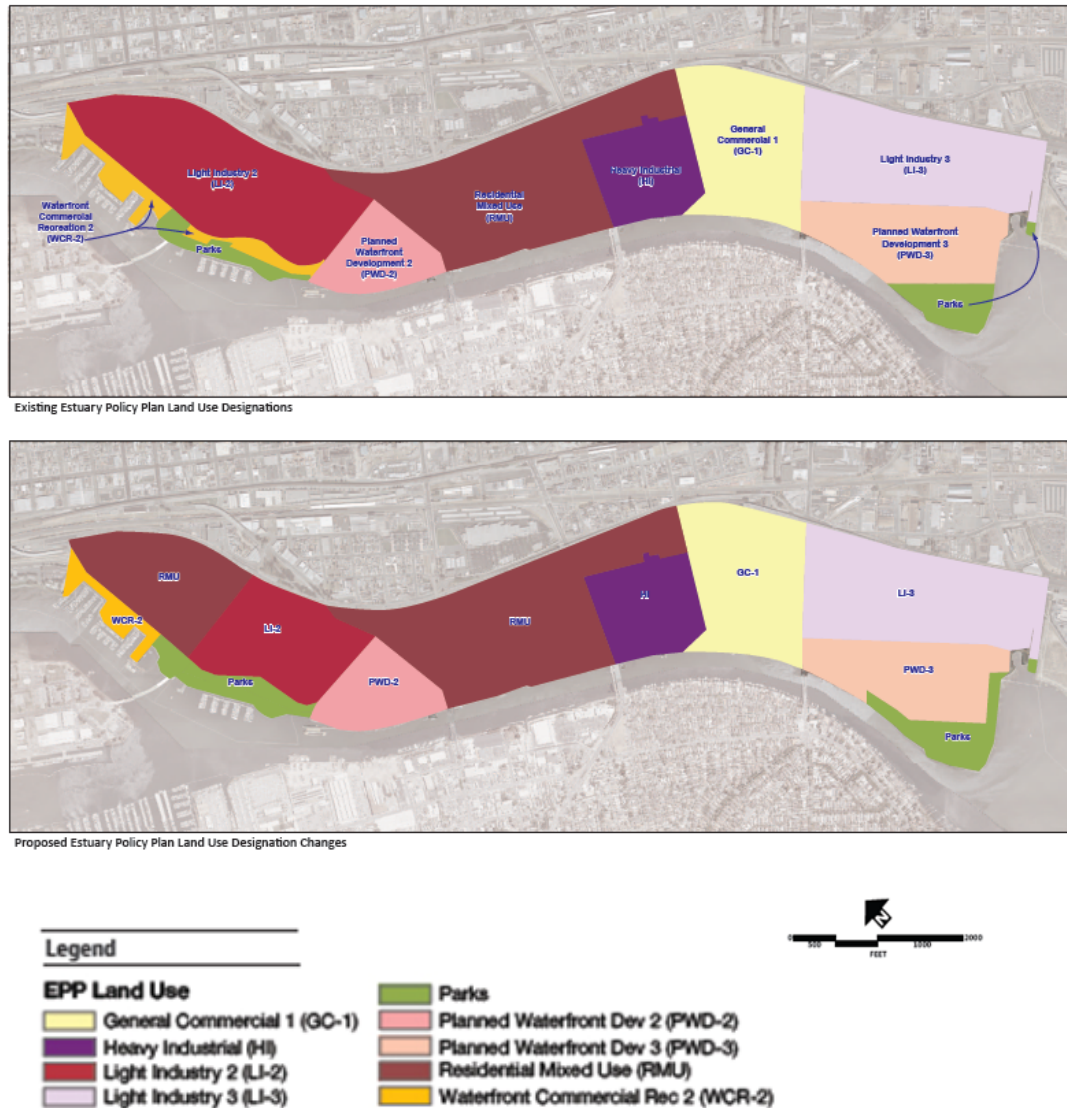 Light Industry 2
(LI-2)
Waterfront
Commercial
Recreation 2
(WCR-2)
Parks
Planned
Waterfront
Development 2
(PWD-2)
Residential
Mixed Use
(RMU)
Heavy Industrial
(HI)
General
Commercial 1
(GC-1)
Light Industry 3
(LI-3)
Planned Waterfront
Development 3
(PWD-3)
Parks
Existing Estuary Policy Plan Land Use Designations
RMU
WCR-2
LI-2
Parks
PWD-2
RMU
HI
GC-1
LI-3
PWD-3
Parks
Proposed Estuary Policy Plan Land Use Designation Changes
N
0 500 1000 2000
FEET
Legend
EPP Land Use
General Commercial 1 (GC-1)
Heavy Industrial (HI)
Light Industry 2 (LI-2)
Light Industry 3 (LI-3)
Parks
Planned Waterfront Dev 2 (PWD-2)
Planned Waterfront Dev 3 (PWD-3)
Residential Mixed Use (RMU)
Waterfront Commercial Rec 2 (WCR-2)